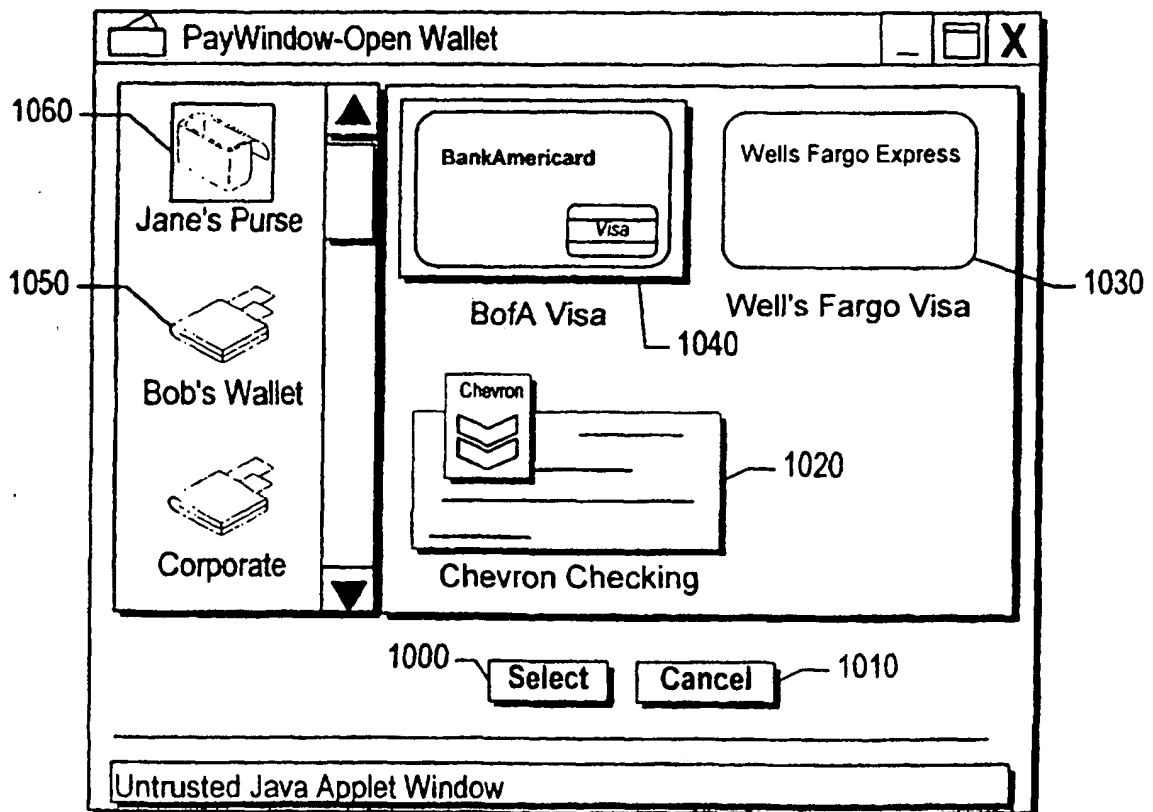 PayWindow-Open Wallet
X
1060
Jane's Purse
1050
Bob's Wallet
Corporate
BankAmericard
Visa
BofA Visa
1040
Wells Fargo Express
1030
Well's Fargo Visa
Chevron
1020
Chevron Checking
1000
Select
Cancel
1010
Untrusted Java Applet Window